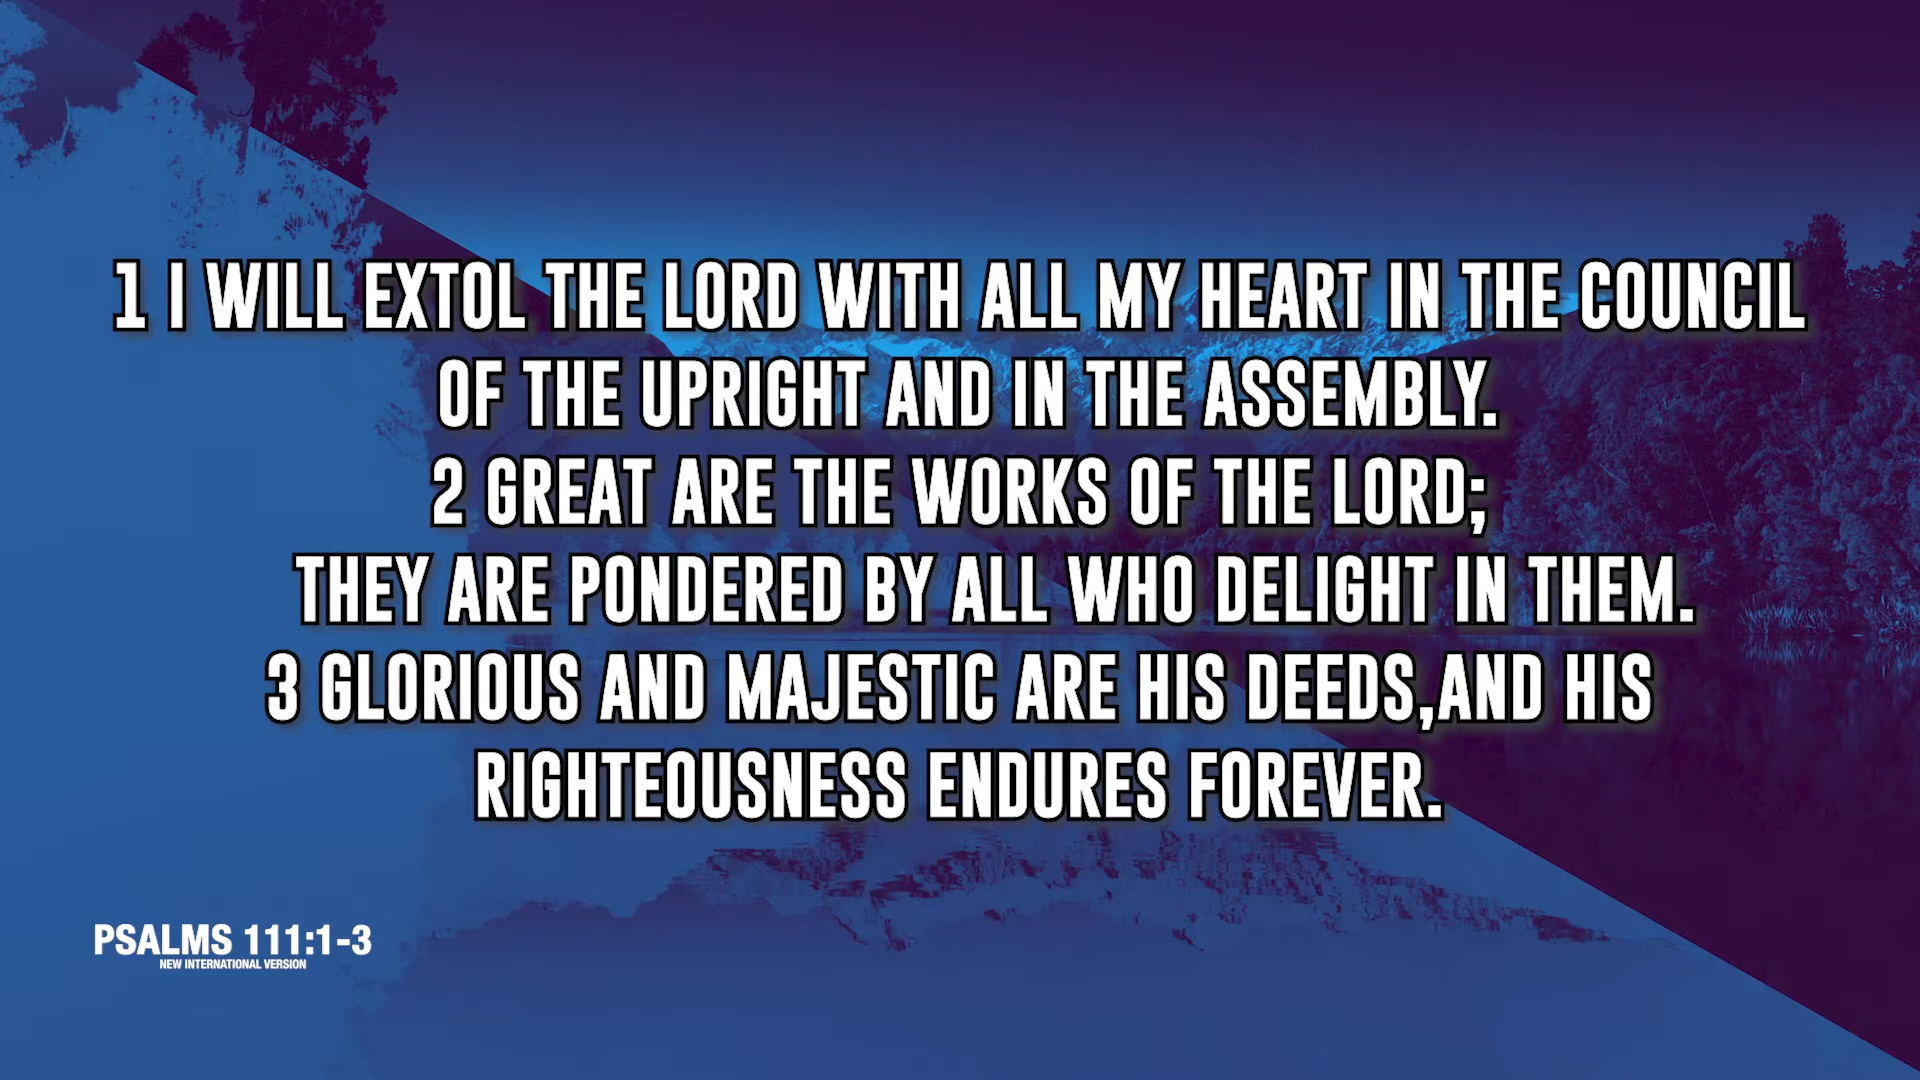 1 I WILL EXTOL THE LORD WITH ALL MY HEART IN THE COUNCIL
OF THE UPRIGHT AND IN THE ASSEMBLY.
2 GREAT ARE THE WORKS OF THE LORD;
THEY ARE PONDERED BY ALL WHO DELIGHT IN THEM.
3 GLORIOUS AND MAJESTIC ARE HIS DEEDS,AND HIS
RIGHTEOUSNESS ENDURES FOREVER.
PSALMS 111:1-3
NEW INTERNATIONAL VERSION